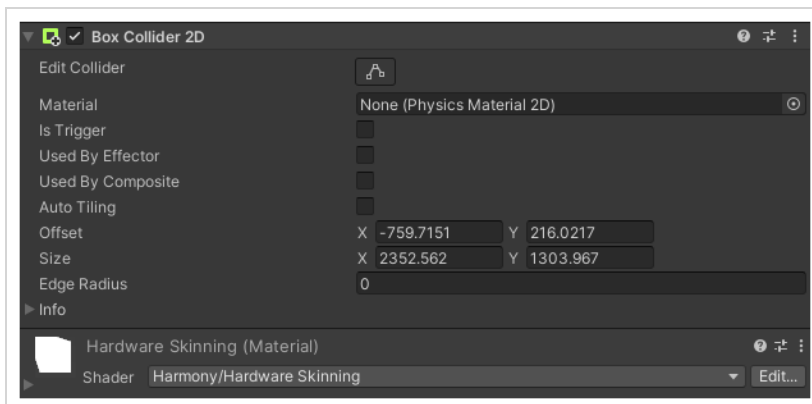 Box Collider 2D
Edit Collider
Material None (Physics Material 2D)
Is Trigger
Used By Effector
Used By Composite
Auto Tiling
Offset X -759.7151 Y 216.0217
Size X 2352.562 Y 1303.967
Edge Radius 0
Info
Hardware Skinning (Material)
Shader Harmony/Hardware Skinning Edit...